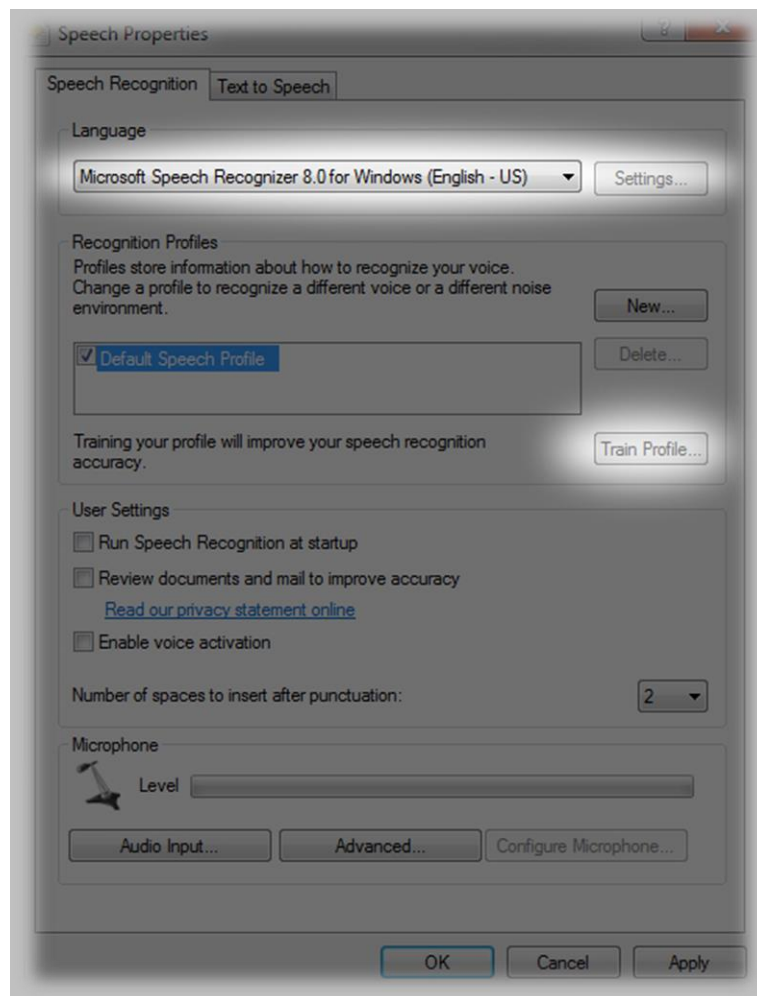 Speech Properties
Speech Recognition Text to Speech
Language
Microsoft Speech Recognizer 8.0 for Windows (English - US) Settings...
Recognition Profiles
Profiles store information about how to recognize your voice.
Change a profile to recognize a different voice or a different noise
environment.
New...
Default Speech Profile
Delete...
Training your profile will improve your speech recognition
accuracy.
Train Profile...
User Settings
Run Speech Recognition at startup
Review documents and mail to improve accuracy
Read our privacy statement online
Enable voice activation
Number of spaces to insert after punctuation: 2
Microphone
Level
Audio Input... Advanced... Configure Microphone...
OK Cancel Apply